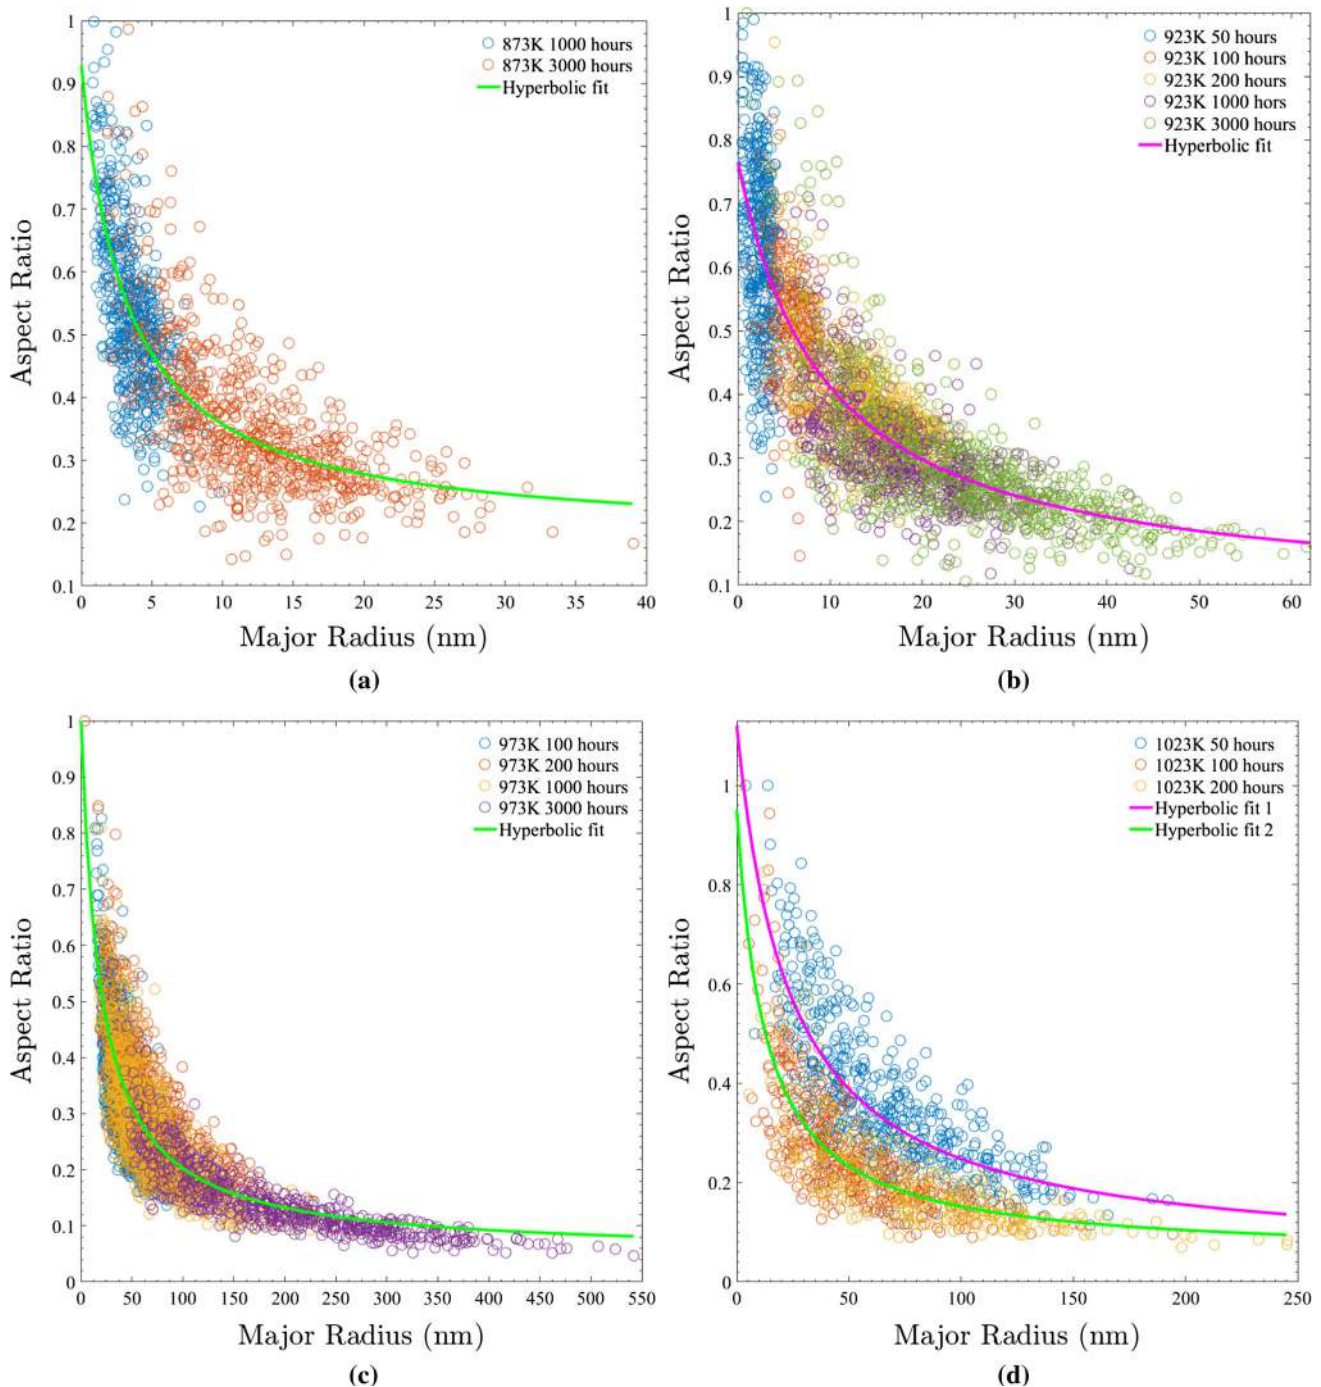 1
0.9
0.8
0.7
0.6
0.5
0.4
0.3
0.2
0.1
Aspect Ratio
873K 1000 hours
873K 3000 hours
Hyperbolic fit
0 5 10 15 20 25 30 35 40
Major Radius (nm)
(a)
1
0.9
0.8
0.7
0.6
0.5
0.4
0.3
0.2
0.1
Aspect Ratio
923K 50 hours
923K 100 hours
923K 200 hours
923K 1000 hors
923K 3000 hours
Hyperbolic fit
0 10 20 30 40 50 60
Major Radius (nm)
(b)
1
0.9
0.8
0.7
0.6
0.5
0.4
0.3
0.2
0.1
0
Aspect Ratio
973K 100 hours
973K 200 hours
973K 1000 hours
973K 3000 hours
Hyperbolic fit
0 50 100 150 200 250 300 350 400 450 500 550
Major Radius (nm)
(c)
1
0.8
0.6
0.4
0.2
0
Aspect Ratio
1023K 50 hours
1023K 100 hours
1023K 200 hours
Hyperbolic fit 1
Hyperbolic fit 2
0 50 100 150 200 250
Major Radius (nm)
(d)